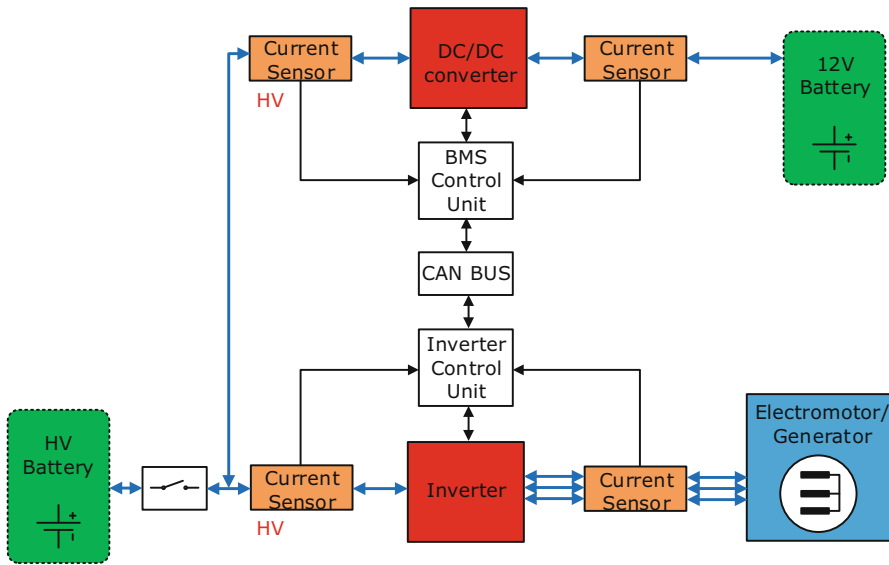 Current
Sensor
HV
DC/DC
converter
Current
Sensor
12V
Battery
+
BMS
Control
Unit
CAN BUS
Inverter
Control
Unit
HV
Battery
+
Current
Sensor
HV
Inverter
Current
Sensor
Electromotor/
Generator